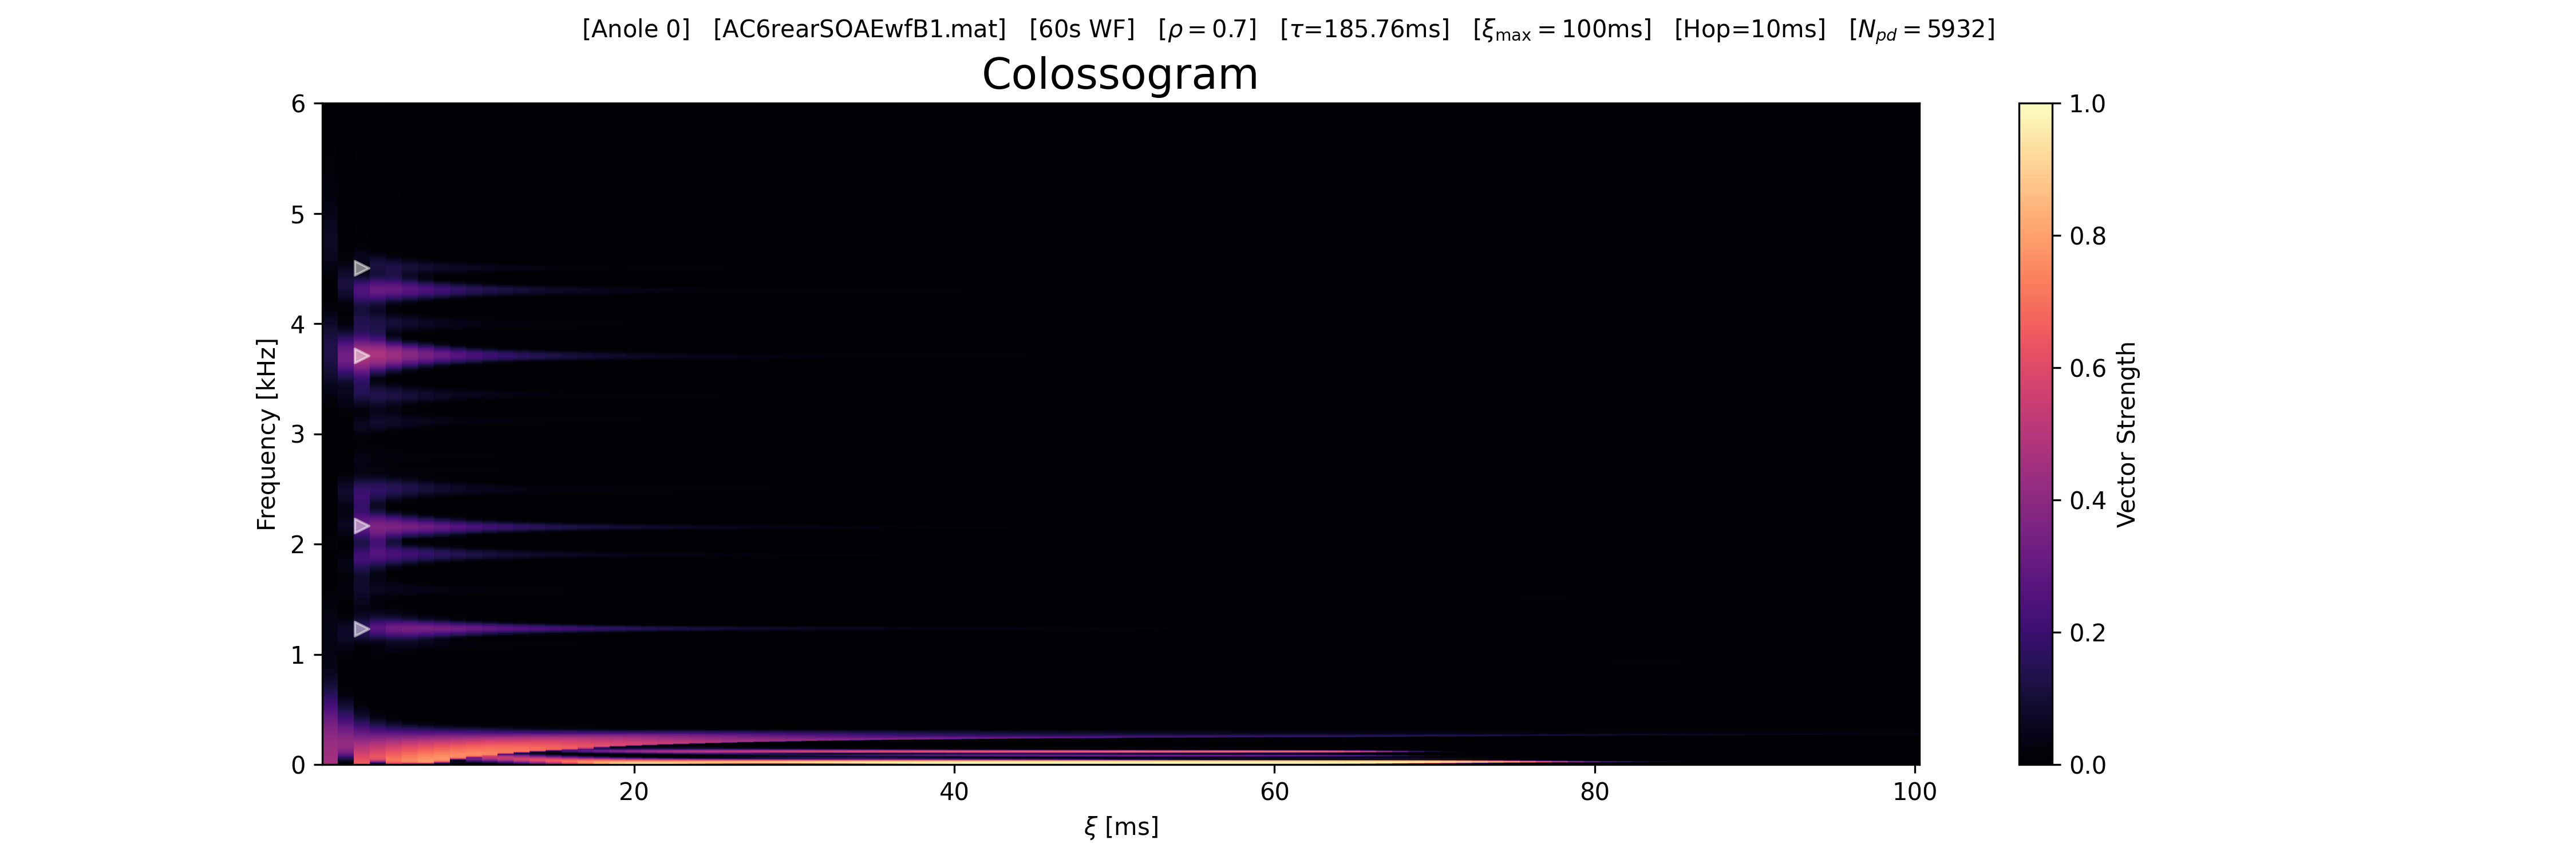 [Anole 0] [AC6rearSOAEwfB1.mat] [60s WF] [ρ = 0.7] [τ=185.76ms] [ξmax = 100ms] [Hop=10ms] [Npd = 5932]
Colossogram
Frequency [kHz]
6
5
4
3
2
1
0
20 40 60 80 100
ξ [ms]
1.0
0.8
0.6
0.4
0.2
0.0
Vector Strength